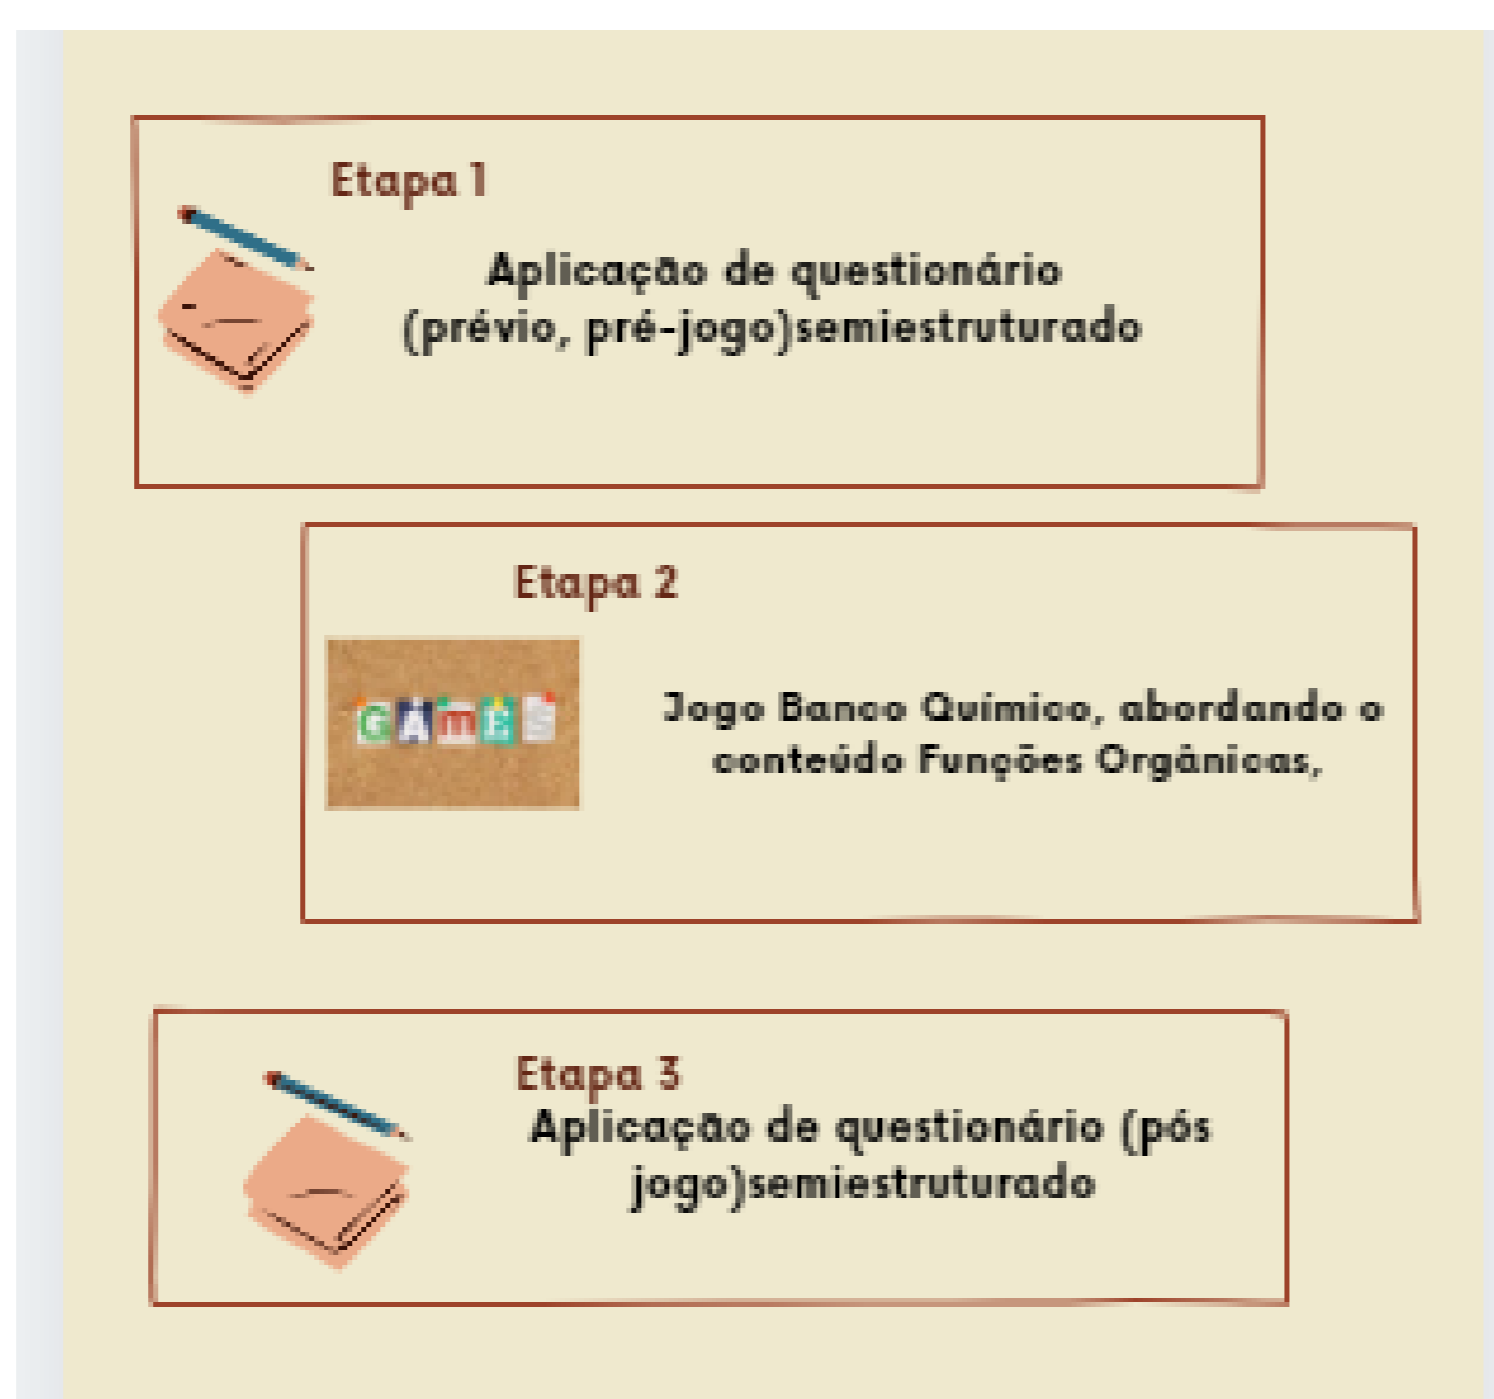 Etapa 1
Aplicação de questionário
(prévio, pré-jogo)semiestruturado
Etapa 2
GAMES
Jogo Banco Químico, abordando o
conteúdo Funções Orgânicas,
Etapa 3
Aplicação de questionário (pós
jogo)semiestruturado